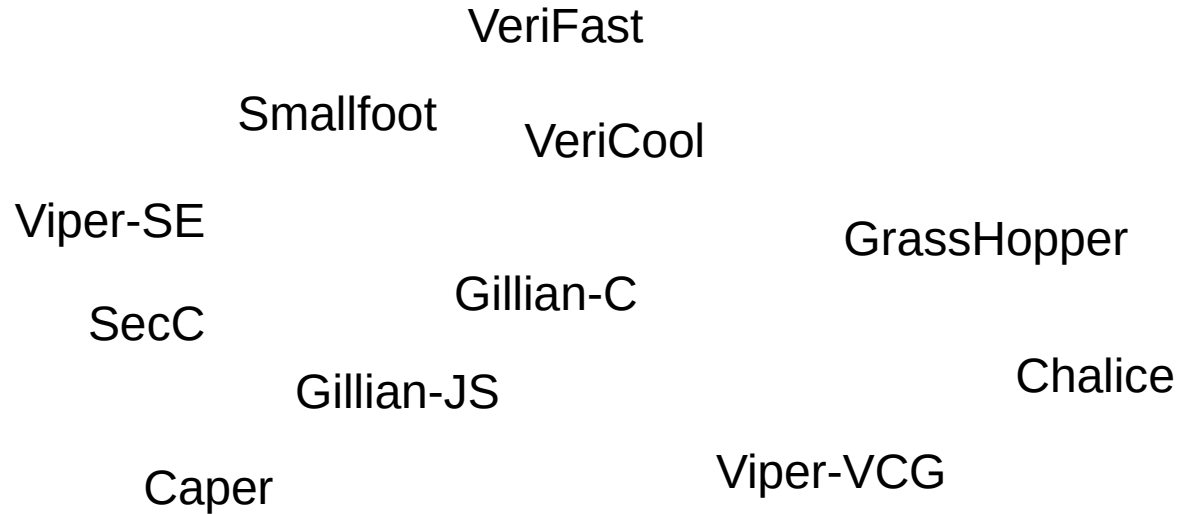 VeriFast
Smallfoot
VeriCool
Viper-SE
GrassHopper
Gillian-C
SecC
Chalice
Gillian-JS
Viper-VCG
Caper